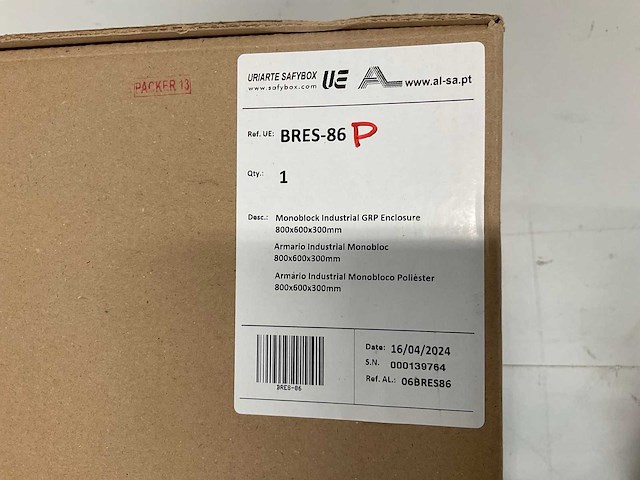 PACKER 13
URIARTE SAFYBOX
www.safybox.com
UE
AL
www.al-sa.pt
Ref. UE: BRES-86 P
Qty.: 1
Desc.: Monoblock Industrial GRP Enclosure
800x600x300mm
Armario Industrial Monobloc
800x600x300mm
Armário Industrial Monobloco Poliéster
800x600x300mm
BRES-86
Date: 16/04/2024
S.N. 000139764
Ref. AL.: 06BRES86